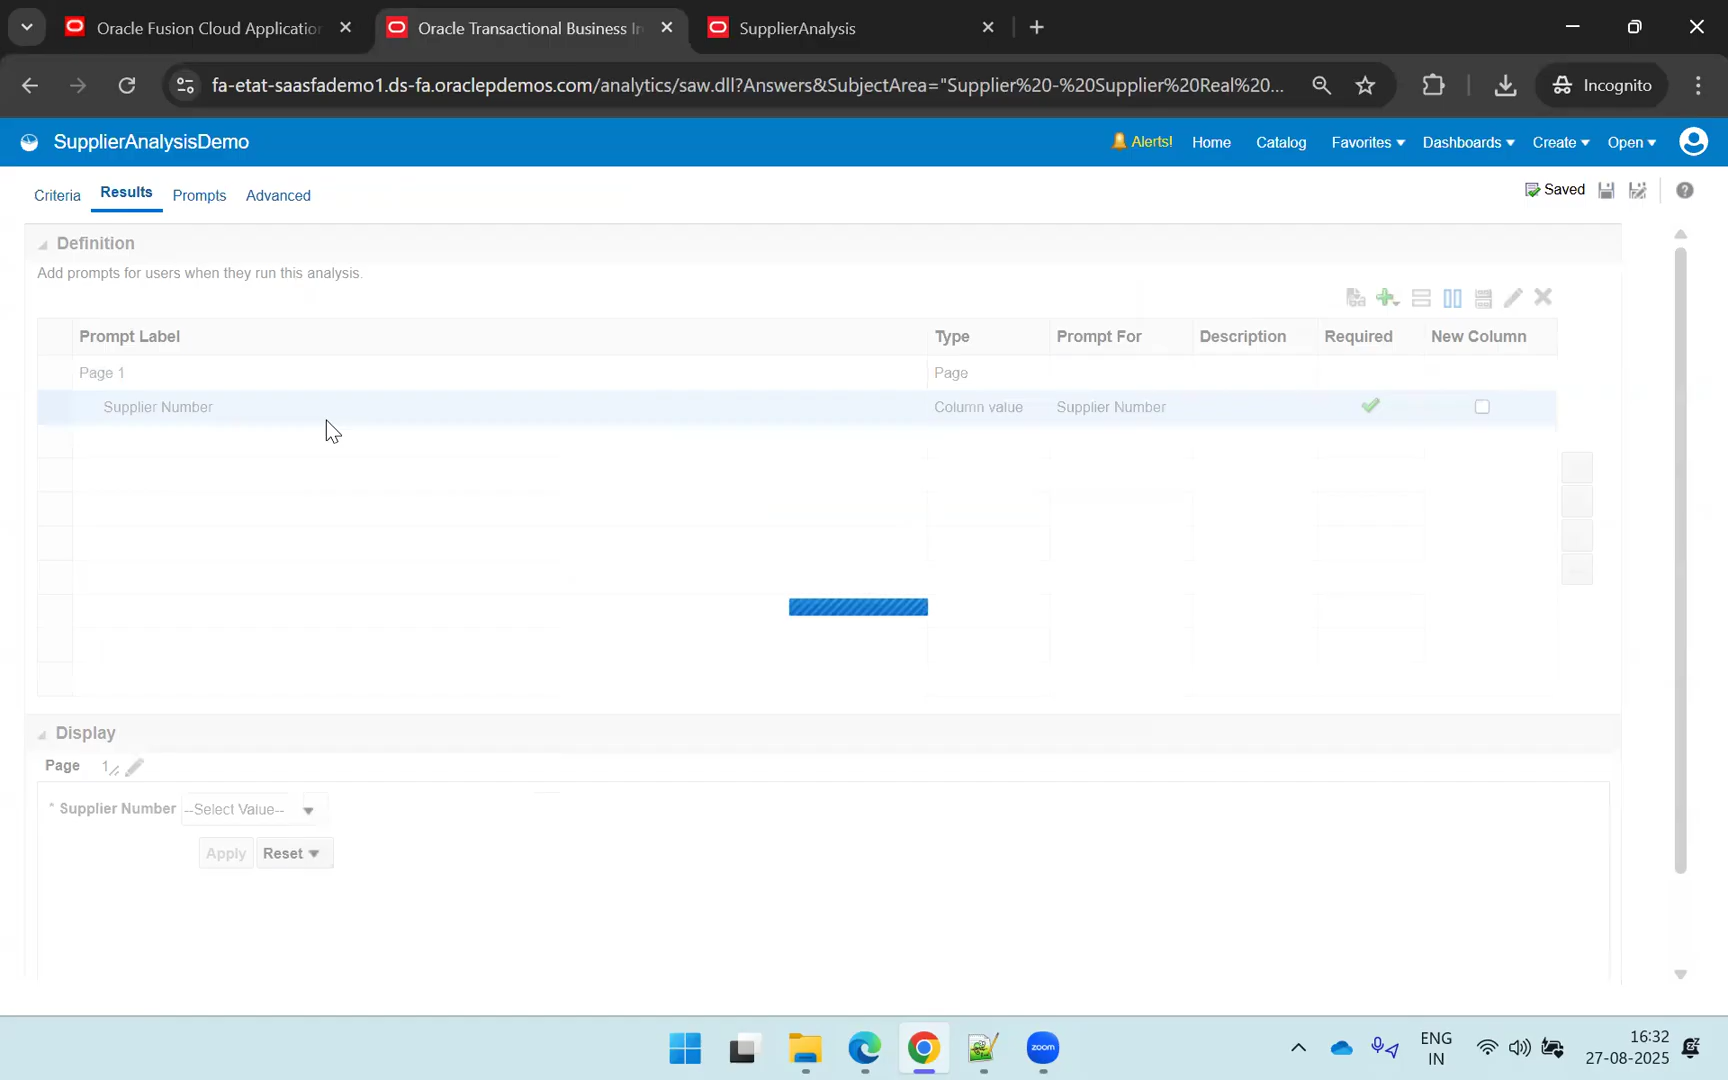 Oracle Fusion Cloud Application
Oracle Transactional Business In
SupplierAnalysis
fa-etat-saasfademo1.ds-fa.oraclepdemos.com/analytics/saw.dll?Answers&SubjectArea="Supplier%20-%20Supplier%20Real%20...
Incognito
SupplierAnalysisDemo
Alerts!
Home
Catalog
Favorites
Dashboards
Create
Open
Criteria
Results
Prompts
Advanced
Saved
Definition
Add prompts for users when they run this analysis.
Prompt Label
Type
Prompt For
Description
Required
New Column
Page 1
Page
Supplier Number
Column value
Supplier Number
Display
Page 1
* Supplier Number
--Select Value--
Apply
Reset
zoom
ENG
IN
16:32
27-08-2025